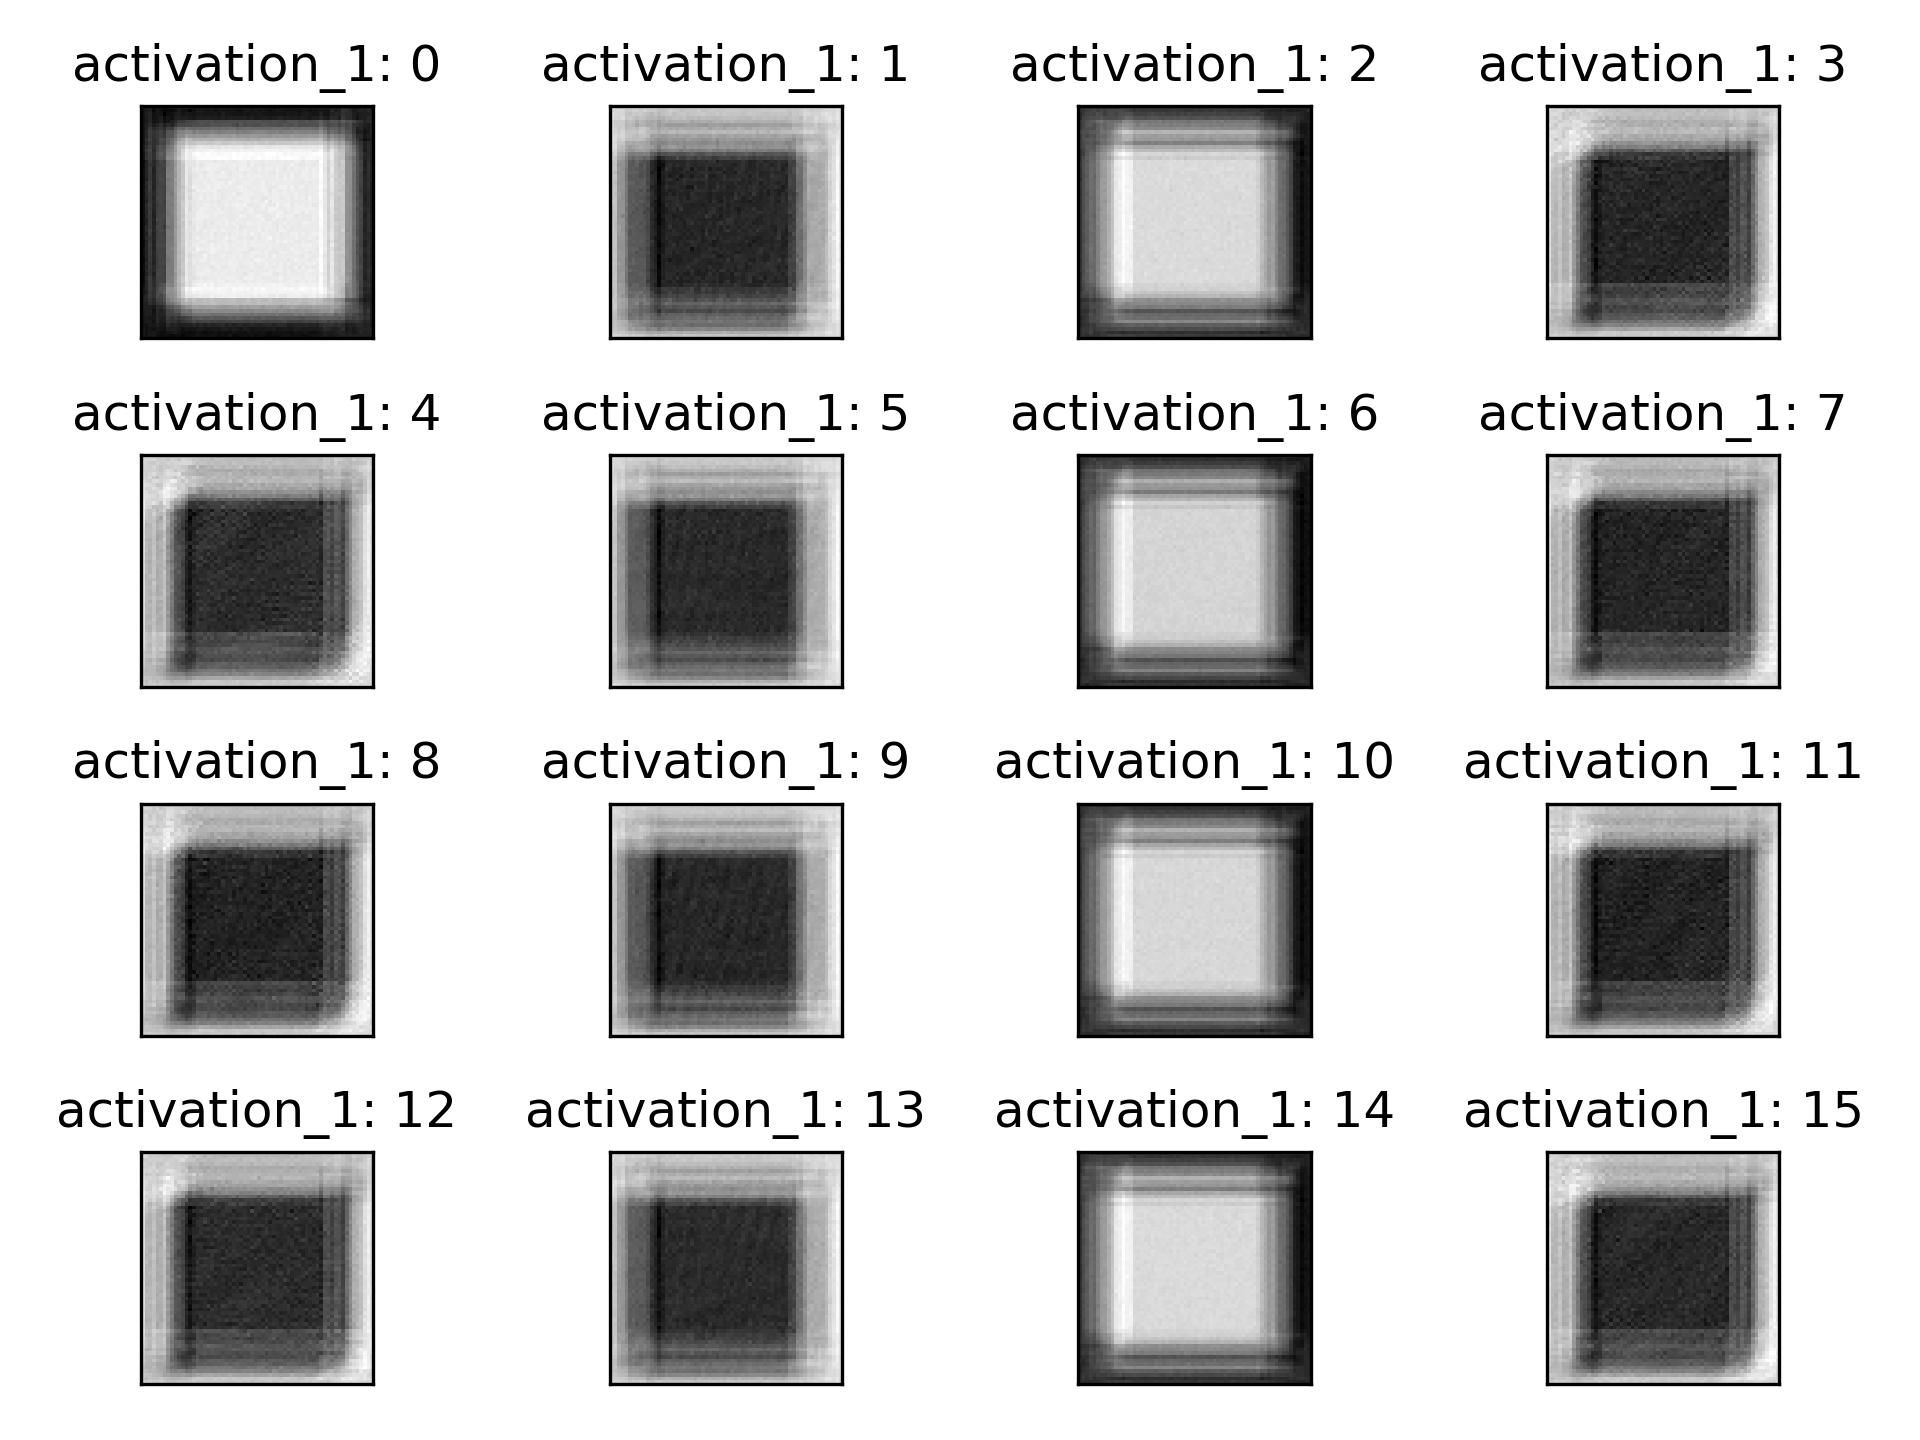 activation_1: 0
activation_1: 1
activation_1: 2
activation_1: 3
activation_1: 4
activation_1: 5
activation_1: 6
activation_1: 7
activation_1: 8
activation_1: 9
activation_1: 10
activation_1: 11
activation_1: 12
activation_1: 13
activation_1: 14
activation_1: 15